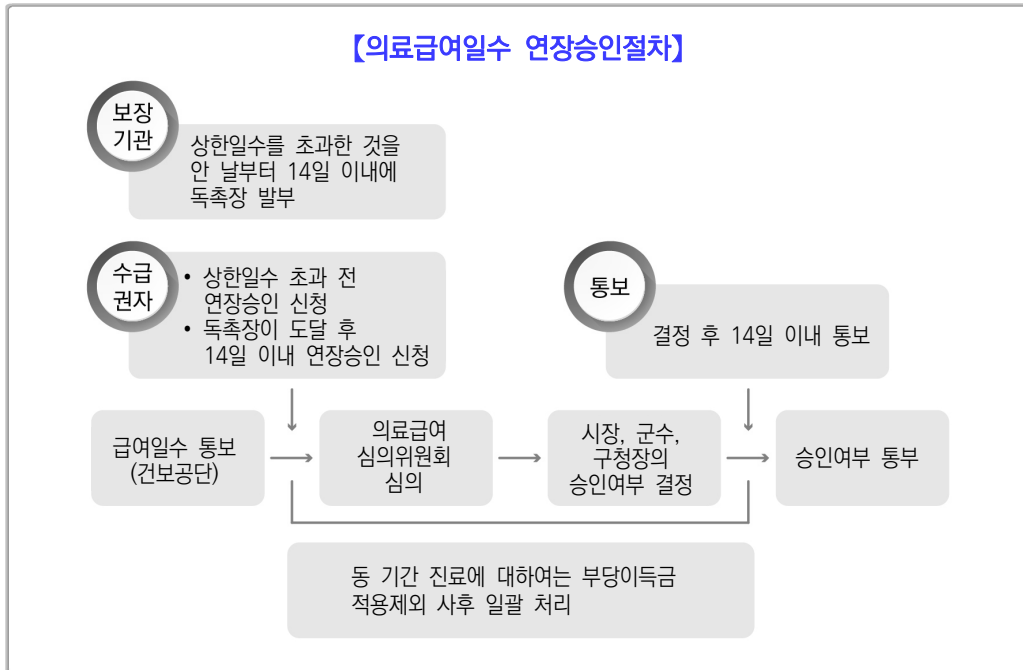 【의료급여일수 연장승인절차】
보장
기관
상한일수를 초과한 것을
안 날부터 14일 이내에
독촉장 발부
수급
권자
• 상한일수 초과 전
연장승인 신청
• 독촉장이 도달 후
14일 이내 연장승인 신청
통보
결정 후 14일 이내 통보
급여일수 통보
(건보공단)
의료급여
심의위원회
심의
시장, 군수,
구청장의
승인여부 결정
승인여부 통부
동 기간 진료에 대하여는 부당이득금
적용제외 사후 일괄 처리